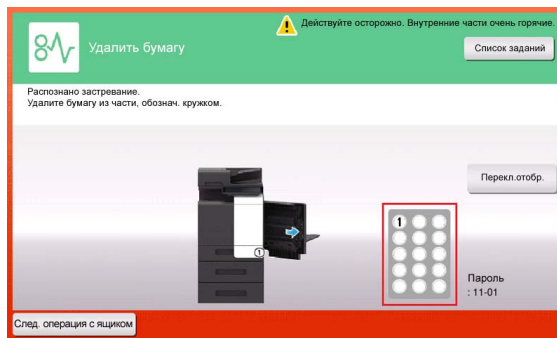 Действуйте осторожно. Внутренние части очень горячие.
Удалить бумагу
Список заданий
Распознано застревание.
Удалите бумагу из части, обознач. кружком.
Перекл.отобр.
1
1
Пароль
: 11-01
След. операция с ящиком